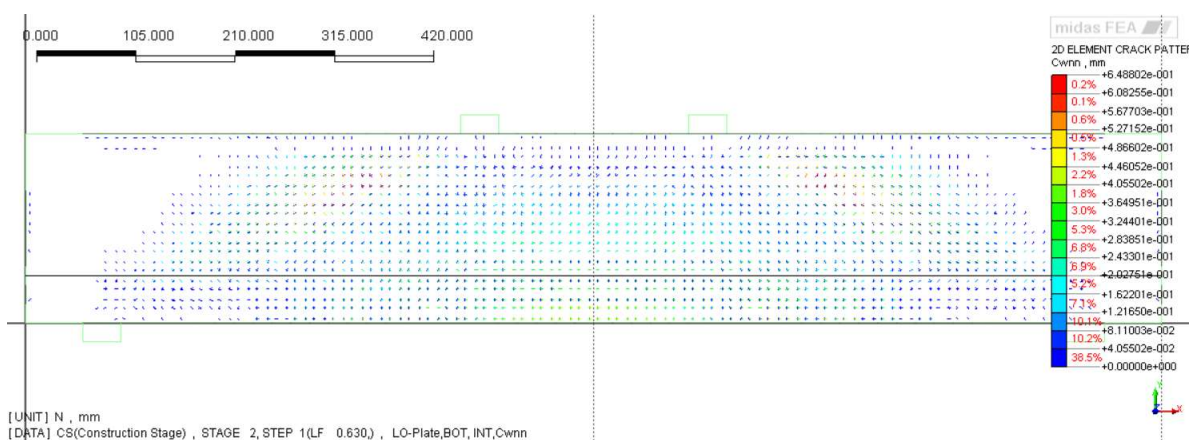 0.000 105.000 210.000 315.000 420.000
midas FEA
2D ELEMENT CRACK PATTER
Cwnn , mm
+6.48802e-001
0.2%
+6.08255e-001
0.1%
+5.67703e-001
0.6%
+5.27152e-001
0.5%
+4.86602e-001
1.3%
+4.46052e-001
2.2%
+4.05502e-001
1.8%
+3.64951e-001
3.0%
+3.24401e-001
5.3%
+2.83851e-001
6.8%
+2.43301e-001
6.9%
+2.02751e-001
5.2%
+1.62201e-001
7.1%
+1.21650e-001
10.1%
+8.11003e-002
10.2%
+4.05502e-002
38.5%
+0.00000e+000
[UNIT] N , mm
[DATA] CS(Construction Stage) , STAGE 2, STEP 1(LF 0.630,) , LO-Plate,BOT, INT,Cwnn
X